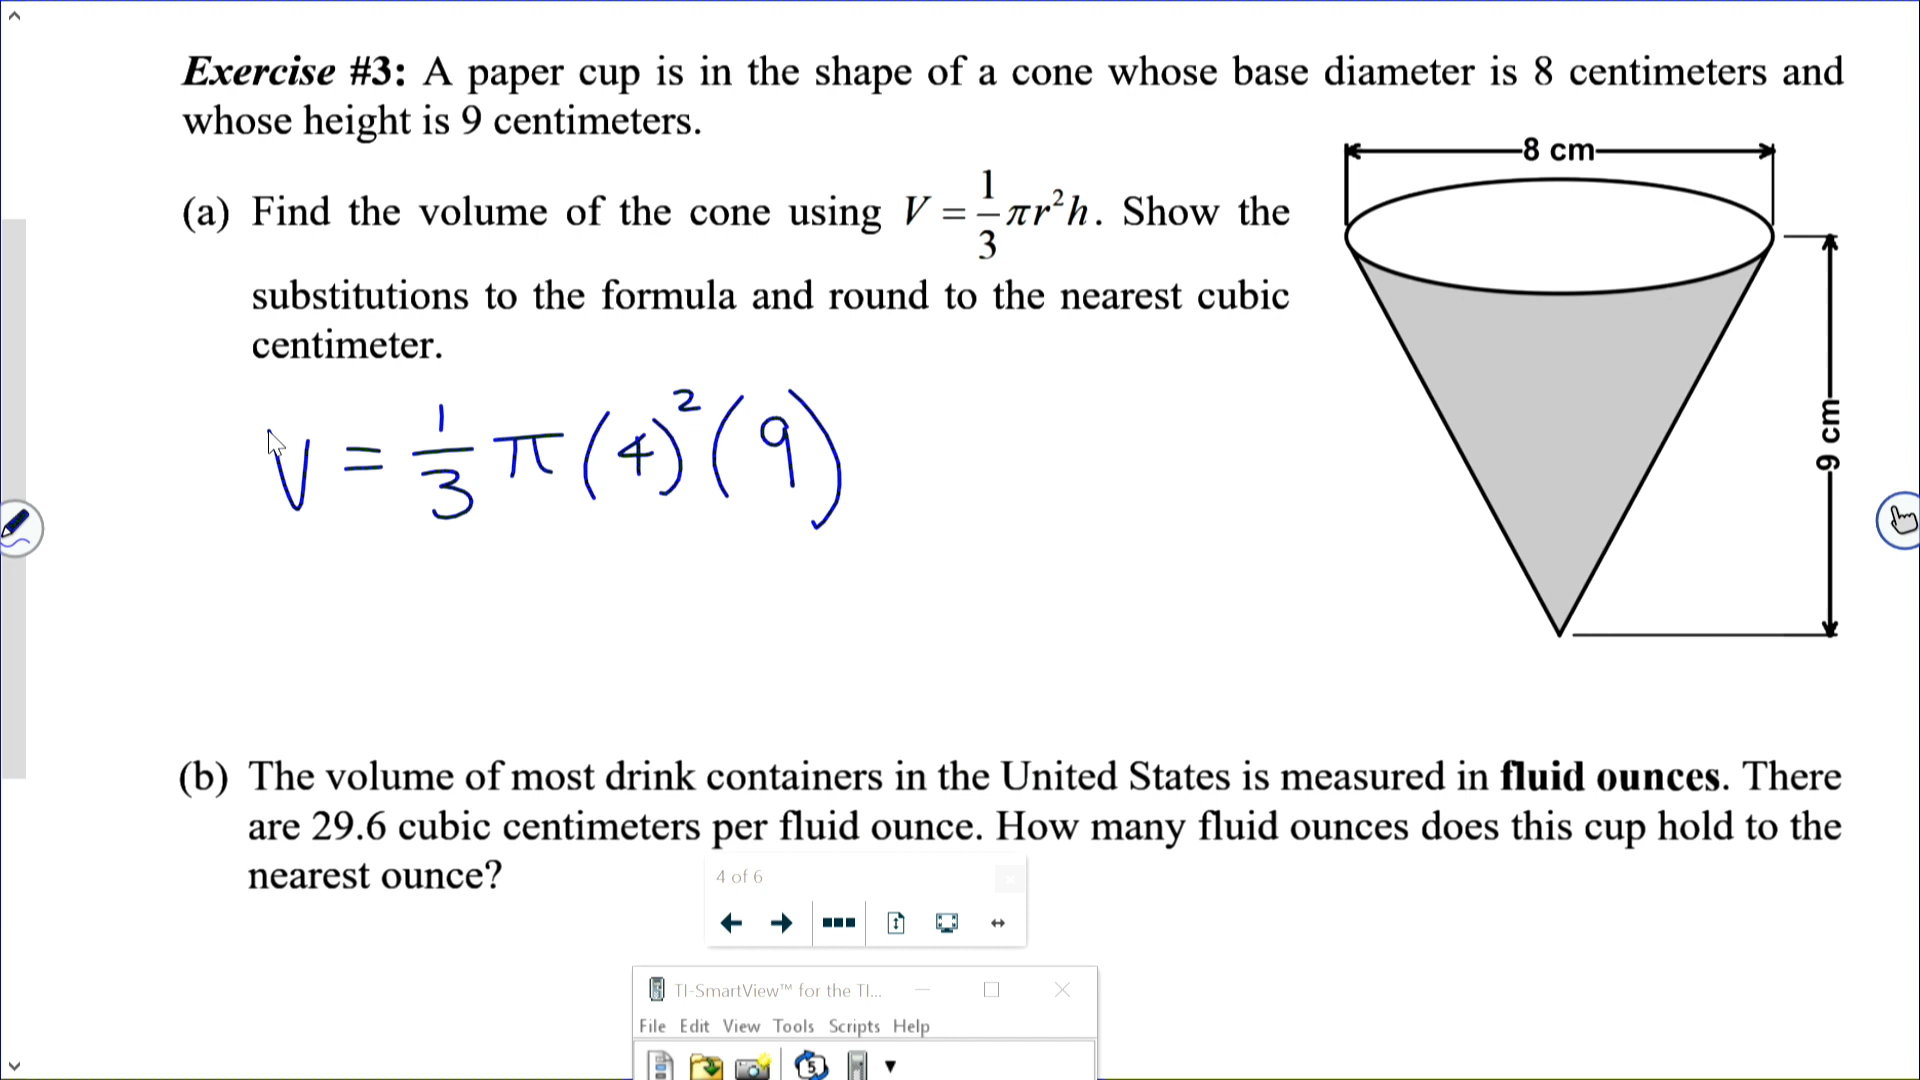 Exercise #3: A paper cup is in the shape of a cone whose base diameter is 8 centimeters and
whose height is 9 centimeters.
8 cm
(a) Find the volume of the cone using V = 1/3 πr²h. Show the
substitutions to the formula and round to the nearest cubic
centimeter.
V = 1/3 π (4)² (9)
9 cm
(b) The volume of most drink containers in the United States is measured in fluid ounces. There
are 29.6 cubic centimeters per fluid ounce. How many fluid ounces does this cup hold to the
nearest ounce?
4 of 6
TI-SmartView™ for the TI...
File Edit View Tools Scripts Help
5